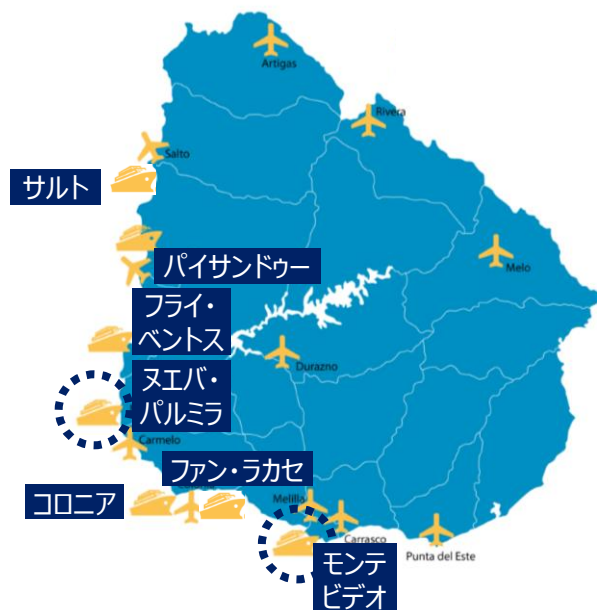 Artigas
Rivera
Salto
サルト
パイサンドゥー
Melo
フライ・
ベントス
Durazno
ヌエバ・
パルミラ
Carmelo
ファン・ラカセ
コロニア
Melilla
Carrasco
モンテ
ビデオ
Punta del Este